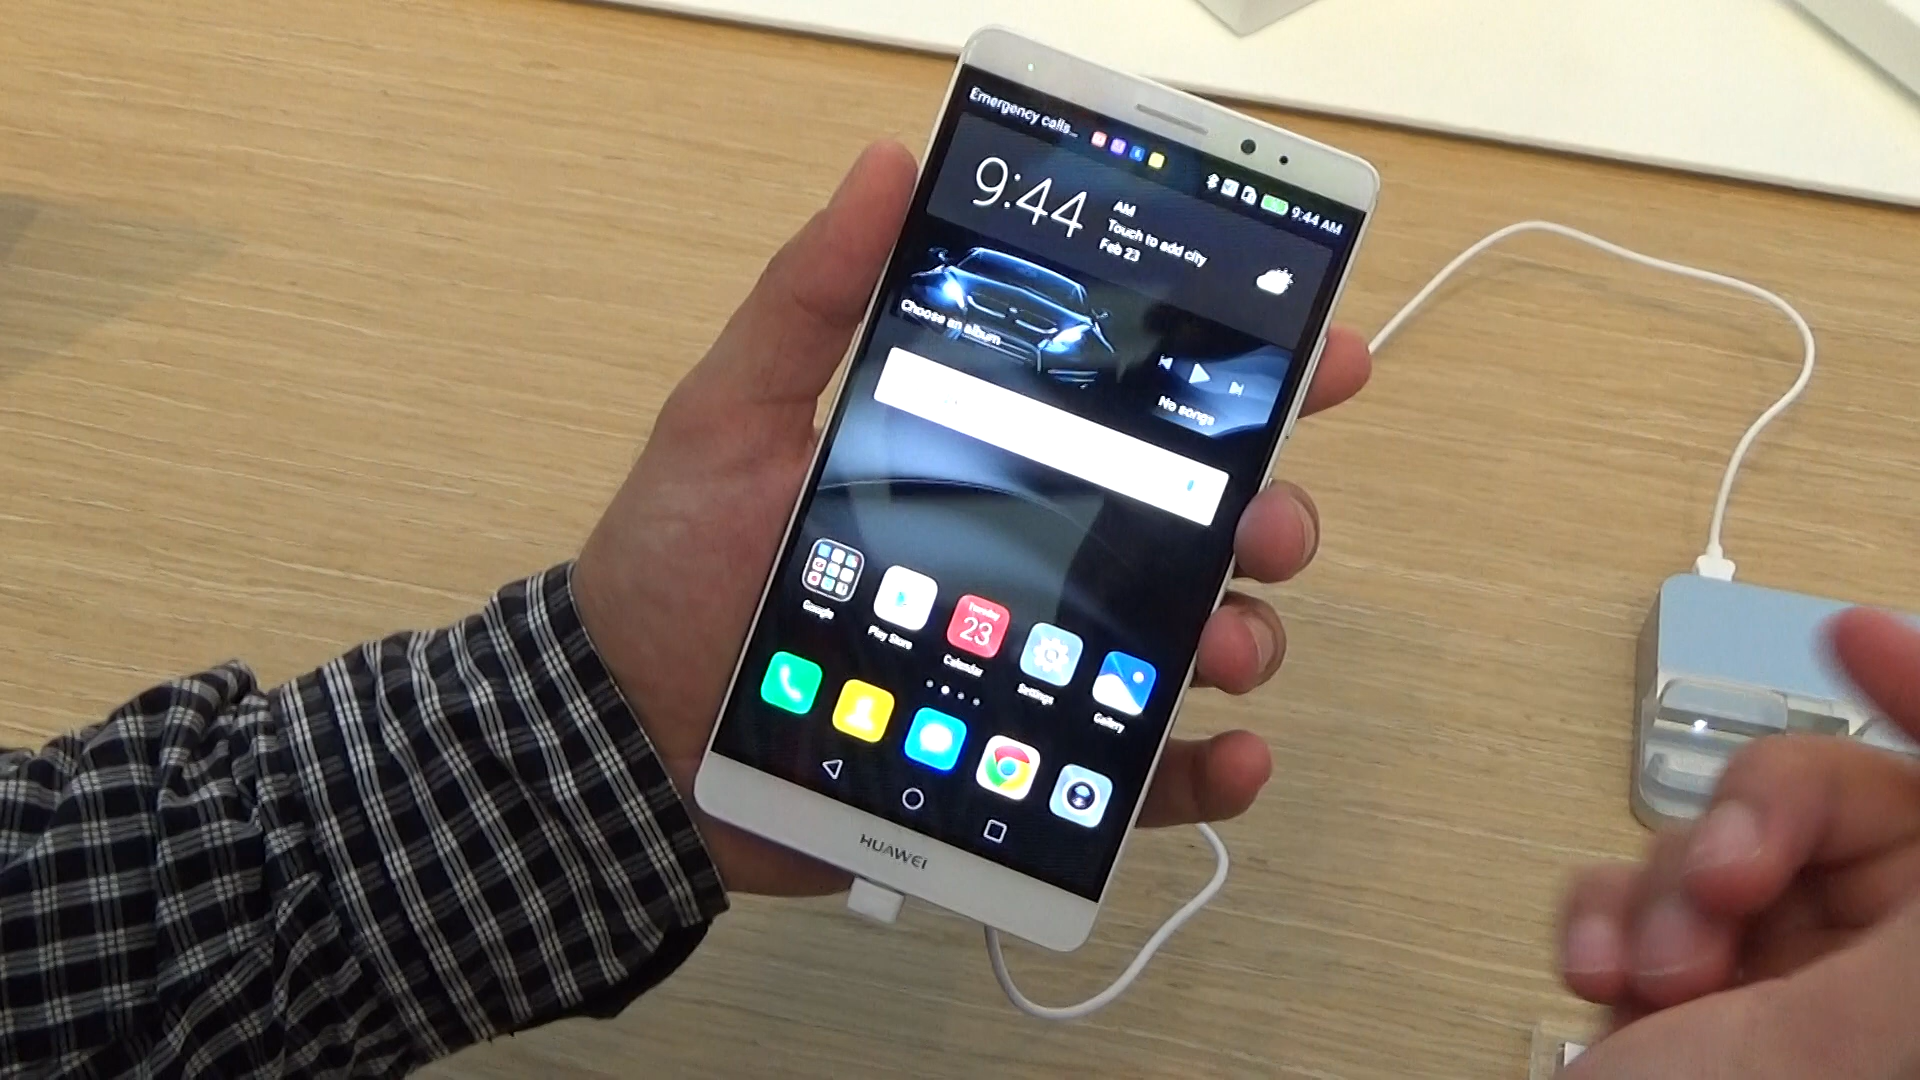 Emergency calls...
9:44 AM
9:44
AM
Touch to add city
Feb 23
Choose an album
No songs
Google
Play Store
Tuesday
23
Calendar
Settings
Gallery
HUAWEI